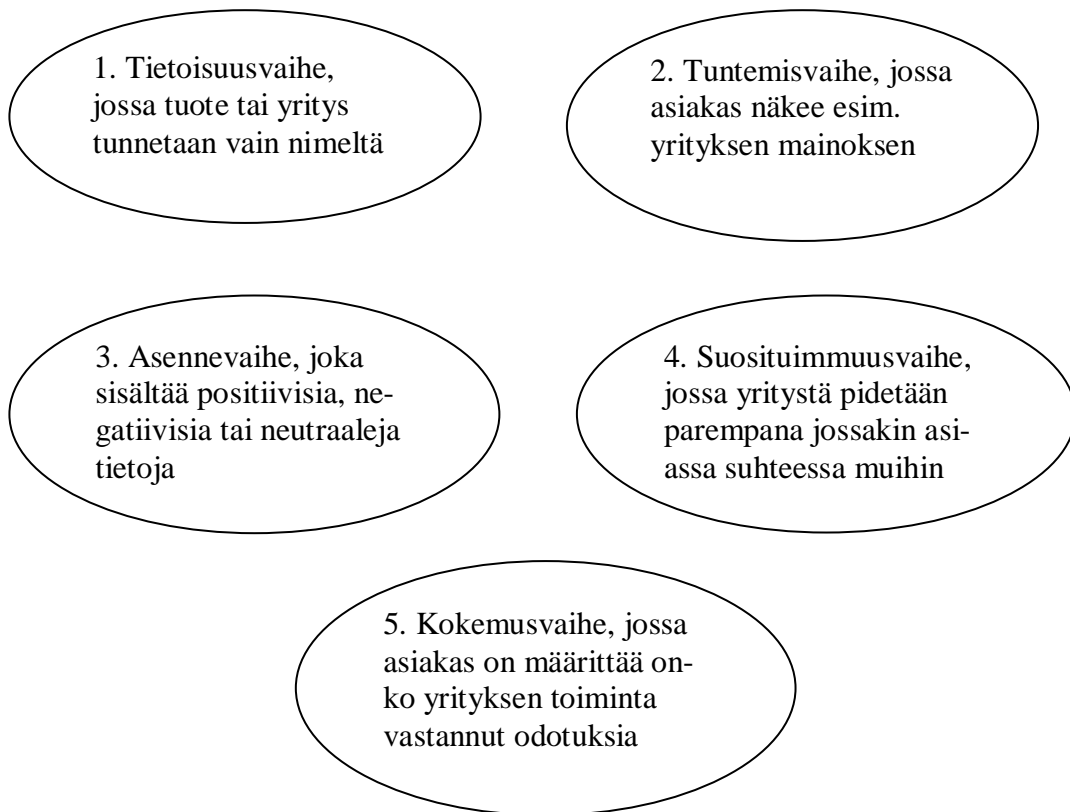 1. Tietoisuusvaihe,
jossa tuote tai yritys
tunnetaan vain nimeltä
2. Tuntemisvaihe, jossa
asiakas näkee esim.
yrityksen mainoksen
3. Asennevaihe, joka
sisältää positiivisia, ne-
gatiivisia tai neutraaleja
tietoja
4. Suosituimmuusvaihe,
jossa yritystä pidetään
parempana jossakin asi-
assa suhteessa muihin
5. Kokemusvaihe, jossa
asiakas on määrittää on-
ko yrityksen toiminta
vastannut odotuksia